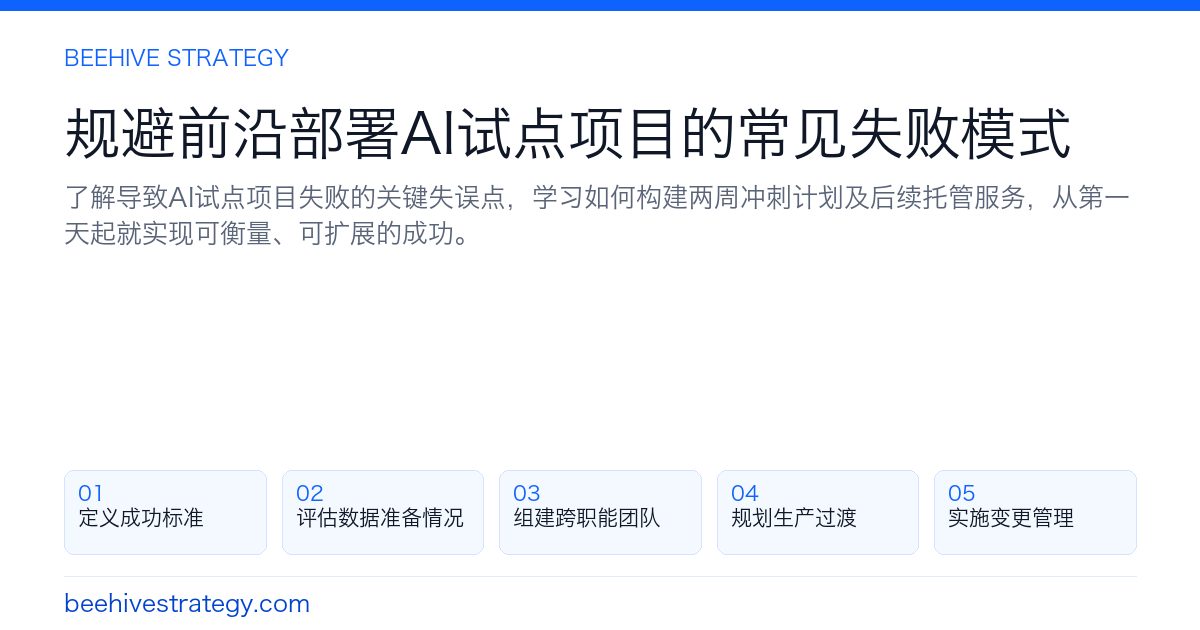 BEEHIVE STRATEGY
规避前沿部署AI试点项目的常见失败模式
了解导致AI试点项目失败的关键失误点，学习如何构建两周冲刺计划及后续托管服务，从第一
天起就实现可衡量、可扩展的成功。
01
定义成功标准
02
评估数据准备情况
03
组建跨职能团队
04
规划生产过渡
05
实施变更管理
beehivestrategy.com